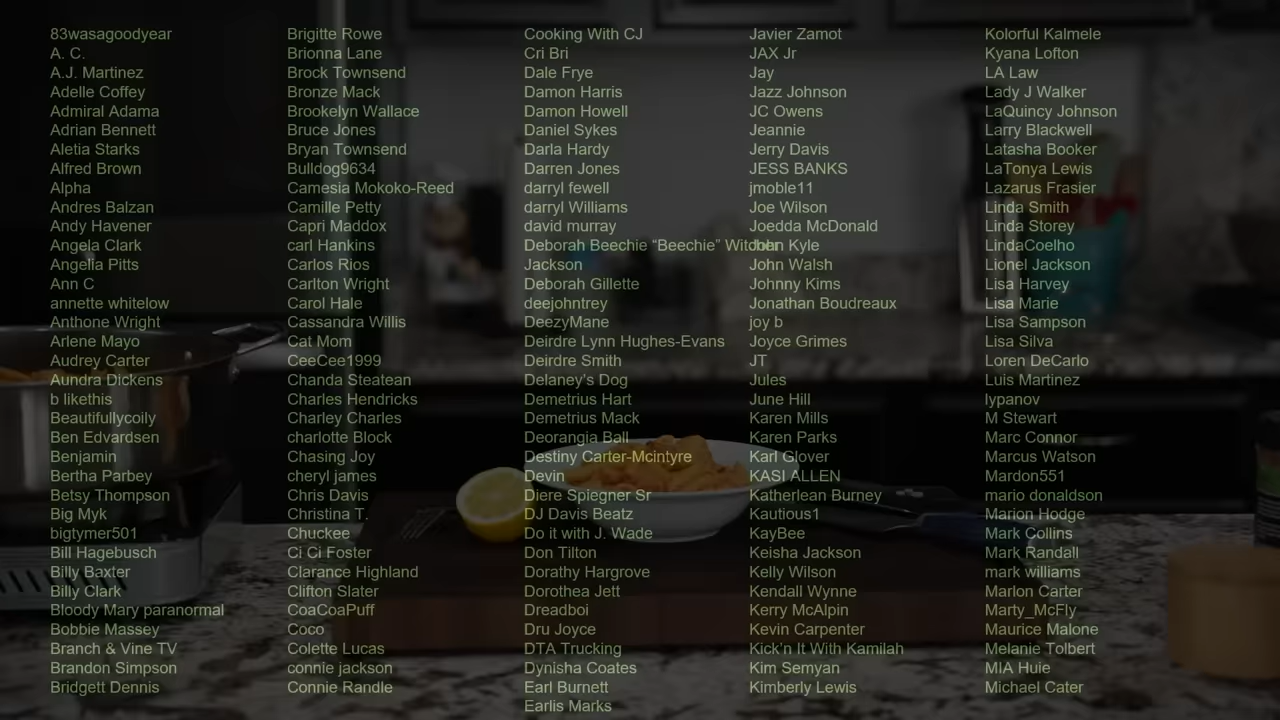 83wasagoodyear
A. C.
A.J. Martinez
Adelle Coffey
Admiral Adama
Adrian Bennett
Aletia Starks
Alfred Brown
Alpha
Andres Balzan
Andy Havener
Angela Clark
Angelia Pitts
Ann C
annette whitelow
Anthone Wright
Arlene Mayo
Audrey Carter
Aundra Dickens
b likethis
Beautifullycoily
Ben Edvardsen
Benjamin
Bertha Parbey
Betsy Thompson
Big Myk
bigtymer501
Bill Hagebusch
Billy Baxter
Billy Clark
Bloody Mary paranormal
Bobbie Massey
Branch & Vine TV
Brandon Simpson
Bridgett Dennis
Brigitte Rowe
Brionna Lane
Brock Townsend
Bronze Mack
Brookelyn Wallace
Bruce Jones
Bryan Townsend
Bulldog9634
Camesia Mokoko-Reed
Camille Petty
Capri Maddox
carl Hankins
Carlos Rios
Carlton Wright
Carol Hale
Cassandra Willis
Cat Mom
CeeCee1999
Chanda Steatean
Charles Hendricks
Charley Charles
charlotte Block
Chasing Joy
cheryl james
Chris Davis
Christina T.
Chuckee
Ci Ci Foster
Clarance Highland
Clifton Slater
CoaCoaPuff
Coco
Colette Lucas
connie jackson
Connie Randle
Cooking With CJ
Cri Bri
Dale Frye
Damon Harris
Damon Howell
Daniel Sykes
Darla Hardy
Darren Jones
darryl fewell
darryl Williams
david murray
Deborah Beechie “Beechie” Witcher
Jackson
Deborah Gillette
deejohntrey
DeezyMane
Deirdre Lynn Hughes-Evans
Deirdre Smith
Delaney's Dog
Demetrius Hart
Demetrius Mack
Deorangia Ball
Destiny Carter-Mcintyre
Devin
Diere Spiegner Sr
DJ Davis Beatz
Do it with J. Wade
Don Tilton
Dorathy Hargrove
Dorothea Jett
Dreadboi
Dru Joyce
DTA Trucking
Dynisha Coates
Earl Burnett
Earlis Marks
Javier Zamot
JAX Jr
Jay
Jazz Johnson
JC Owens
Jeannie
Jerry Davis
JESS BANKS
jmoble11
Joe Wilson
Joedda McDonald
John Kyle
John Walsh
Johnny Kims
Jonathan Boudreaux
joy b
Joyce Grimes
JT
Jules
June Hill
Karen Mills
Karen Parks
Karl Glover
KASI ALLEN
Katherlean Burney
Kautious1
KayBee
Keisha Jackson
Kelly Wilson
Kendall Wynne
Kerry McAlpin
Kevin Carpenter
Kick'n It With Kamilah
Kim Semyan
Kimberly Lewis
Kolorful Kalmele
Kyana Lofton
LA Law
Lady J Walker
LaQuincy Johnson
Larry Blackwell
Latasha Booker
LaTonya Lewis
Lazarus Frasier
Linda Smith
Linda Storey
LindaCoelho
Lionel Jackson
Lisa Harvey
Lisa Marie
Lisa Sampson
Lisa Silva
Loren DeCarlo
Luis Martinez
lypanov
M Stewart
Marc Connor
Marcus Watson
Mardon551
mario donaldson
Marion Hodge
Mark Collins
Mark Randall
mark williams
Marlon Carter
Marty_McFly
Maurice Malone
Melanie Tolbert
MIA Huie
Michael Cater